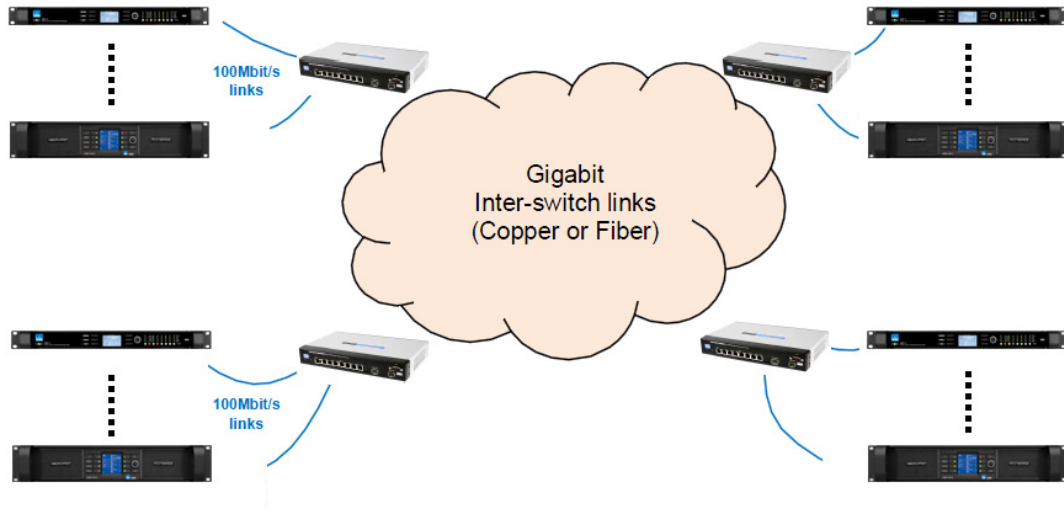 100Mbit/s
links
Gigabit
Inter-switch links
(Copper or Fiber)
100Mbit/s
links